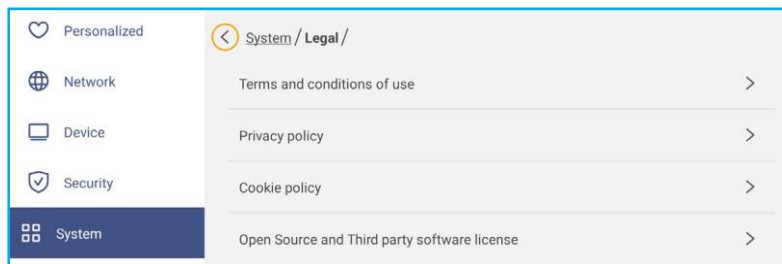 Personalized
Network
Device
Security
System
System / Legal /
Terms and conditions of use
Privacy policy
Cookie policy
Open Source and Third party software license